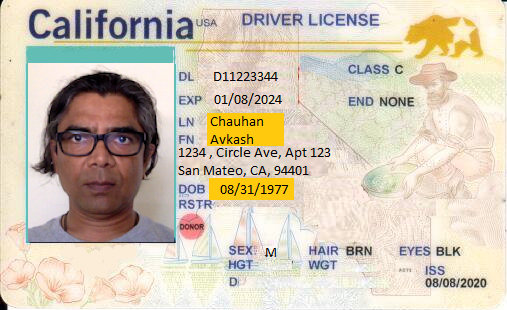 California USA DRIVER LICENSE
DL D11223344 CLASS C
EXP 01/08/2024 END NONE
LN Chauhan
FN Avkash
1234 , Circle Ave, Apt 123
San Mateo, CA, 94401
DOB 08/31/1977
RSTR
DONOR
SEX M HAIR BRN EYES BLK
HGT WGT
D ISS
08/08/2020